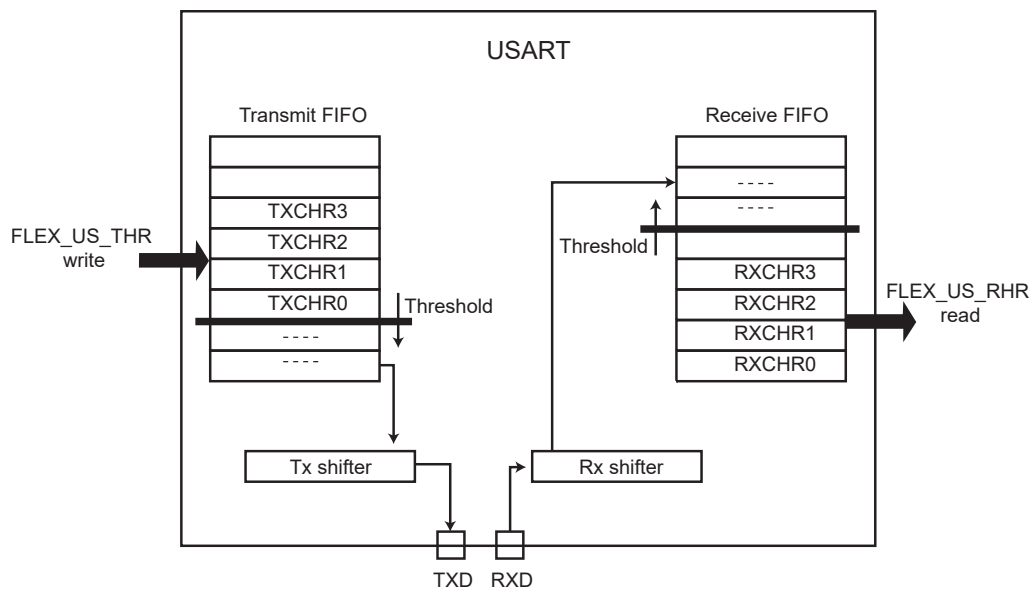 USART
Transmit FIFO
TXCHR3
TXCHR2
TXCHR1
TXCHR0
- - - -
- - - -
FLEX_US_THR
write
Threshold
Tx shifter
TXD
Receive FIFO
- - - -
- - - -
Threshold
RXCHR3
RXCHR2
RXCHR1
RXCHR0
FLEX_US_RHR
read
Rx shifter
RXD